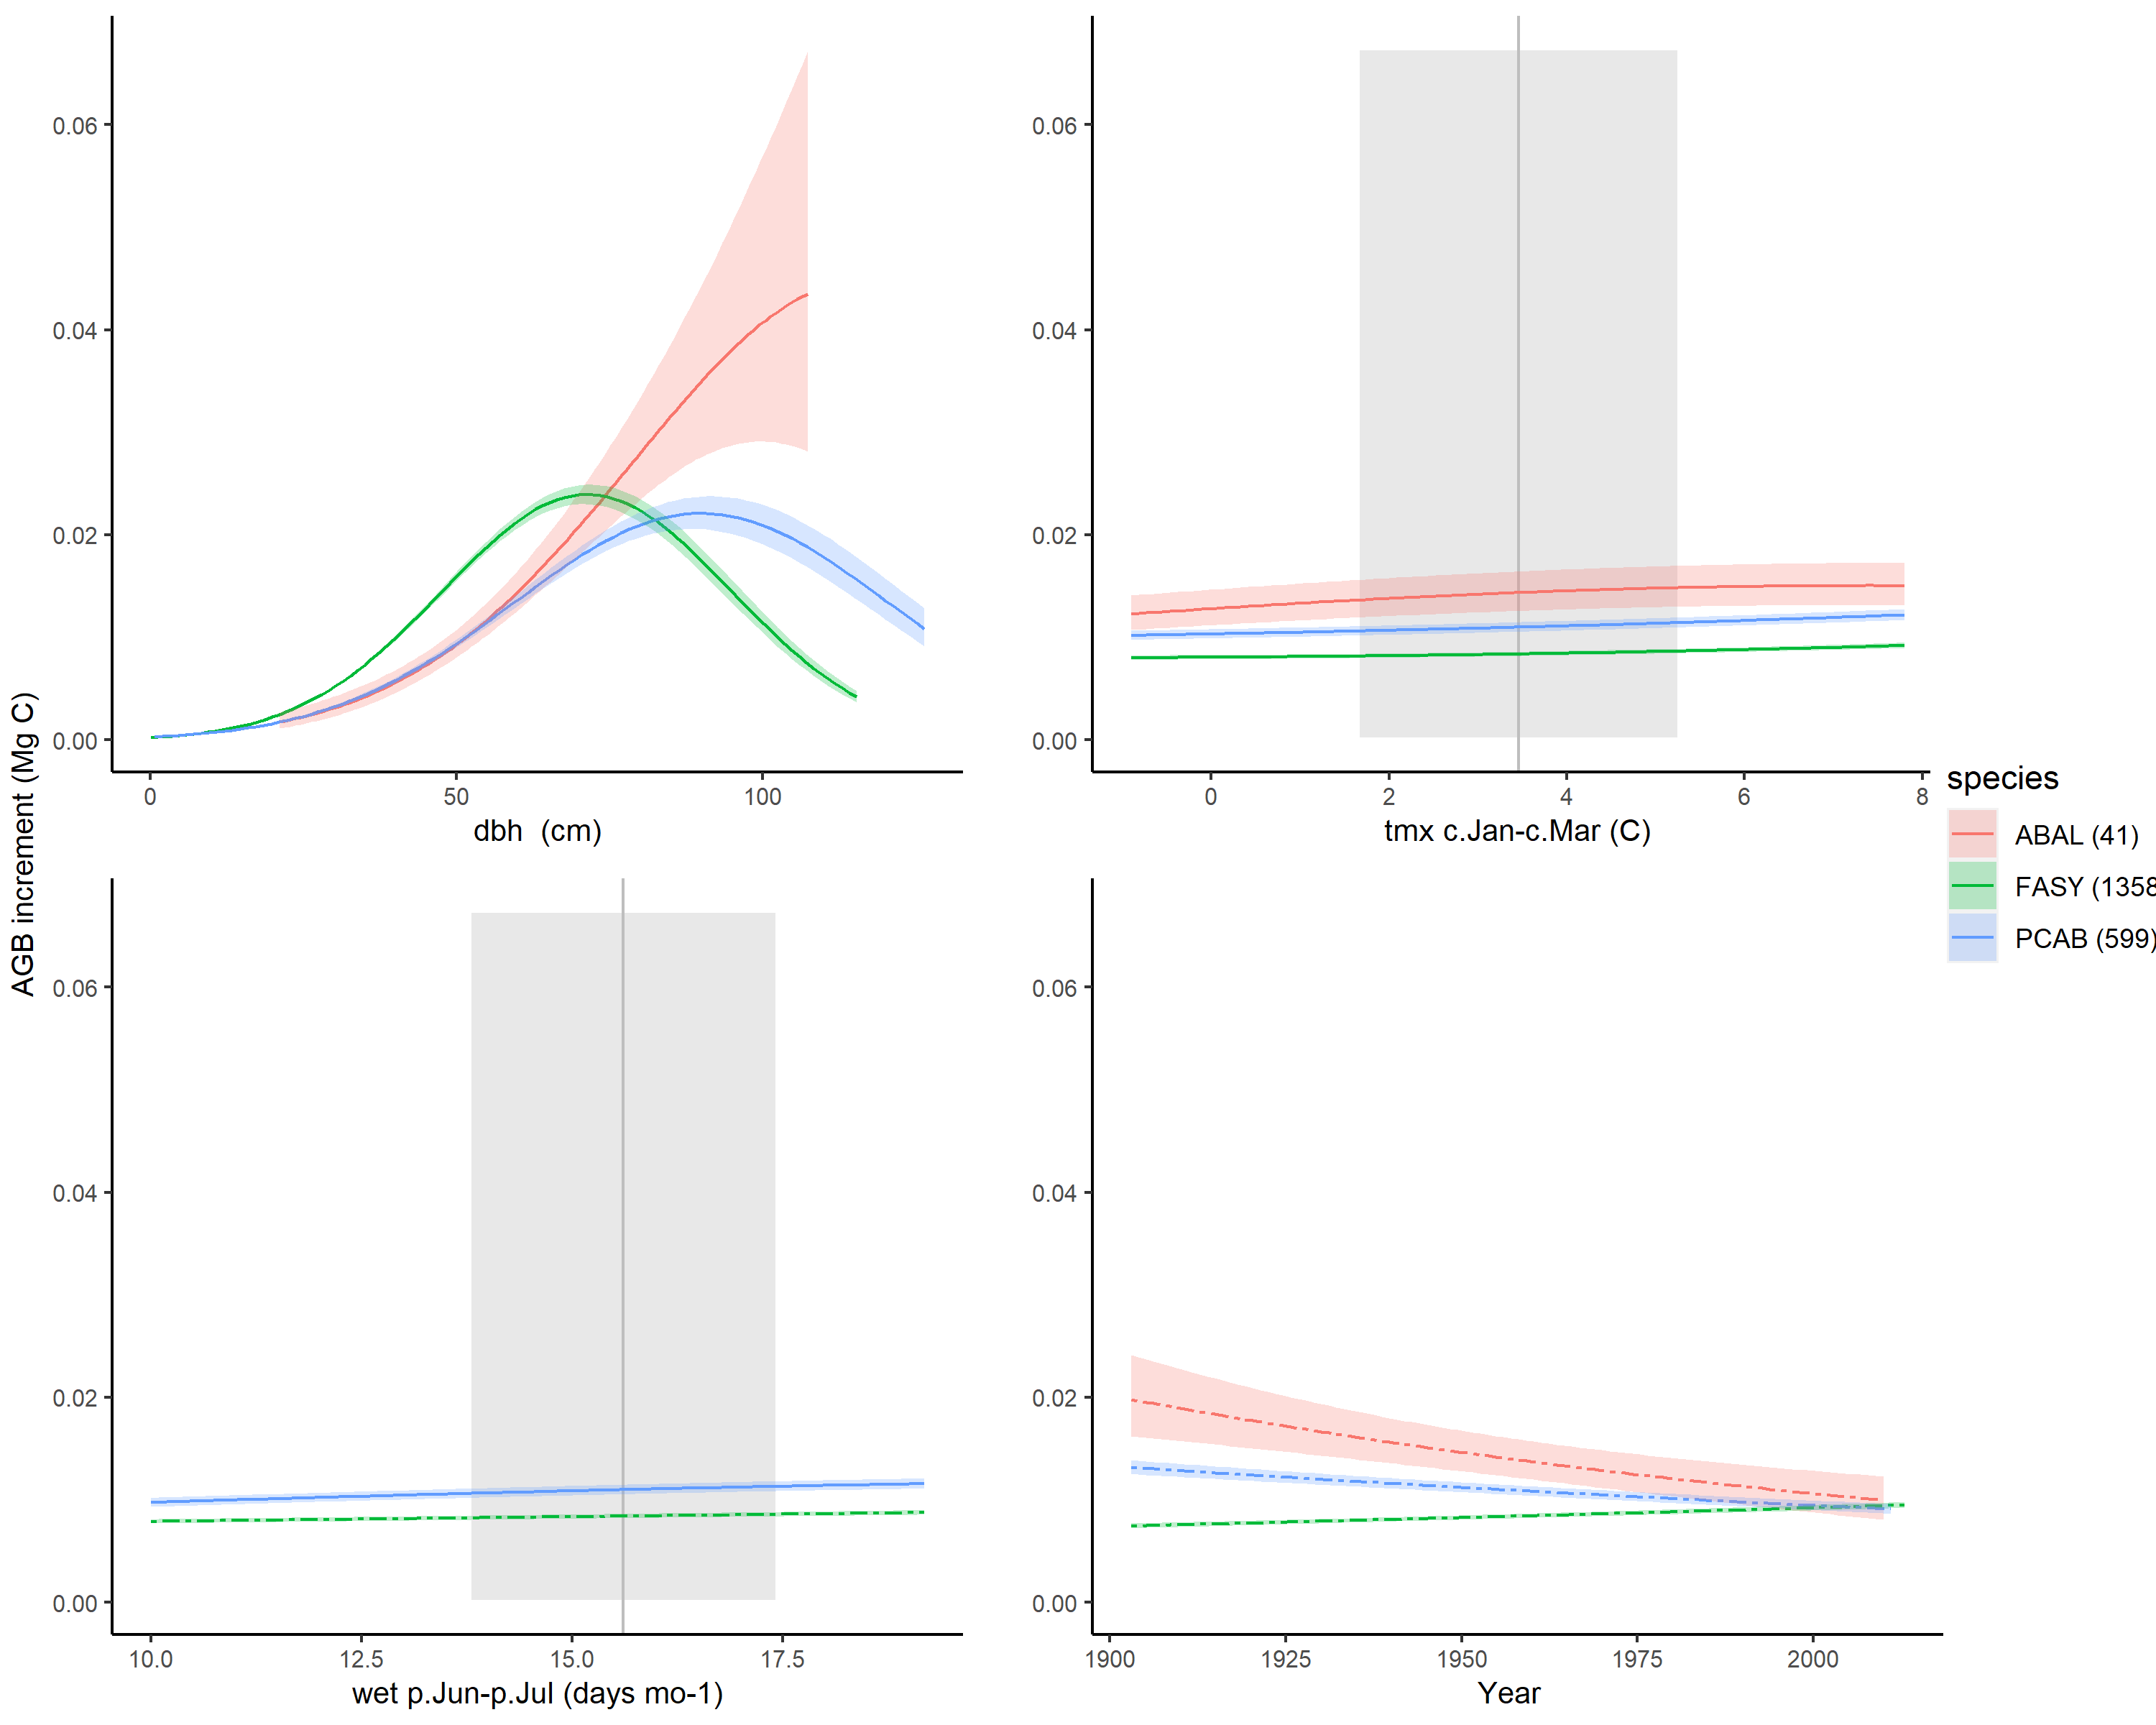 AGB increment (Mg C)
0.06
0.04
0.02
0.00
0 50 100
dbh (cm)
0.06
0.04
0.02
0.00
0 2 4 6 8
tmx c.Jan-c.Mar (C)
0.06
0.04
0.02
0.00
10.0 12.5 15.0 17.5
wet p.Jun-p.Jul (days mo-1)
0.06
0.04
0.02
0.00
1900 1925 1950 1975 2000
Year
species
ABAL (41)
FASY (1358
PCAB (599)